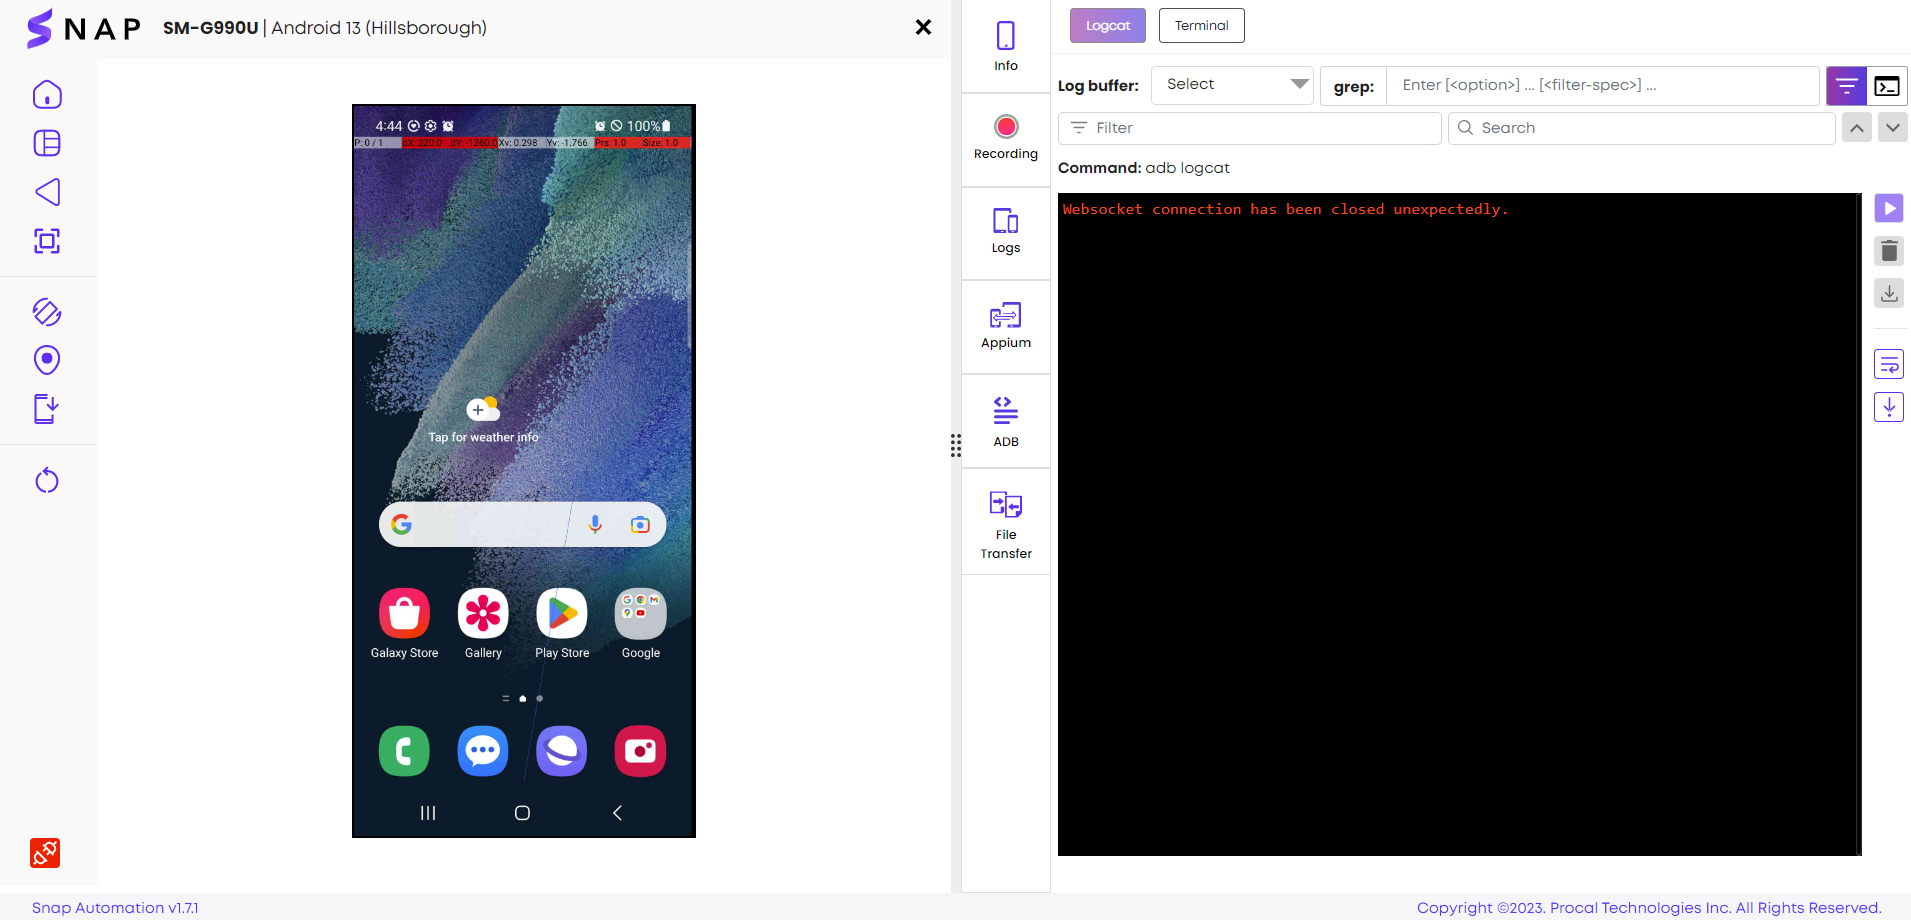 SNAP
SM-G990U | Android 13 (Hillsborough)
4:44
100%
P: 0 / 1
dX: 220.0
dY: -1260.0
Xv: 0.298
Yv: -1.766
Prs: 1.0
Size: 1.0
Tap for weather info
Galaxy Store
Gallery
Play Store
Google
Info
Recording
Logs
Appium
ADB
File
Transfer
Logcat
Terminal
Log buffer:
Select
grep:
Enter [<option>] ... [<filter-spec>] ...
Filter
Search
Command: adb logcat
Websocket connection has been closed unexpectedly.
Snap Automation v1.7.1
Copyright ©2023. Procal Technologies Inc. All Rights Reserved.